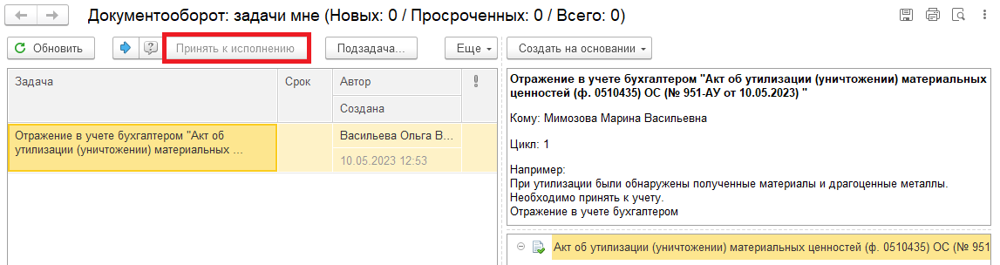 Документооборот: задачи мне (Новых: 0 / Просроченных: 0 / Всего: 0)
Обновить
Принять к исполнению
Подзадача...
Еще
Создать на основании
Задача
Срок
Автор
Создана
Отражение в учете бухгалтером "Акт об
утилизации (уничтожении) материальных ...
Васильева Ольга В...
10.05.2023 12:53
Отражение в учете бухгалтером "Акт об утилизации (уничтожении) материальных
ценностей (ф. 0510435) ОС (№ 951-АУ от 10.05.2023) "
Кому: Мимозова Марина Васильевна
Цикл: 1
Например:
При утилизации были обнаружены полученные материалы и драгоценные металлы.
Необходимо принять к учету.
Отражение в учете бухгалтером
Акт об утилизации (уничтожении) материальных ценностей (ф. 0510435) ОС (№ 951